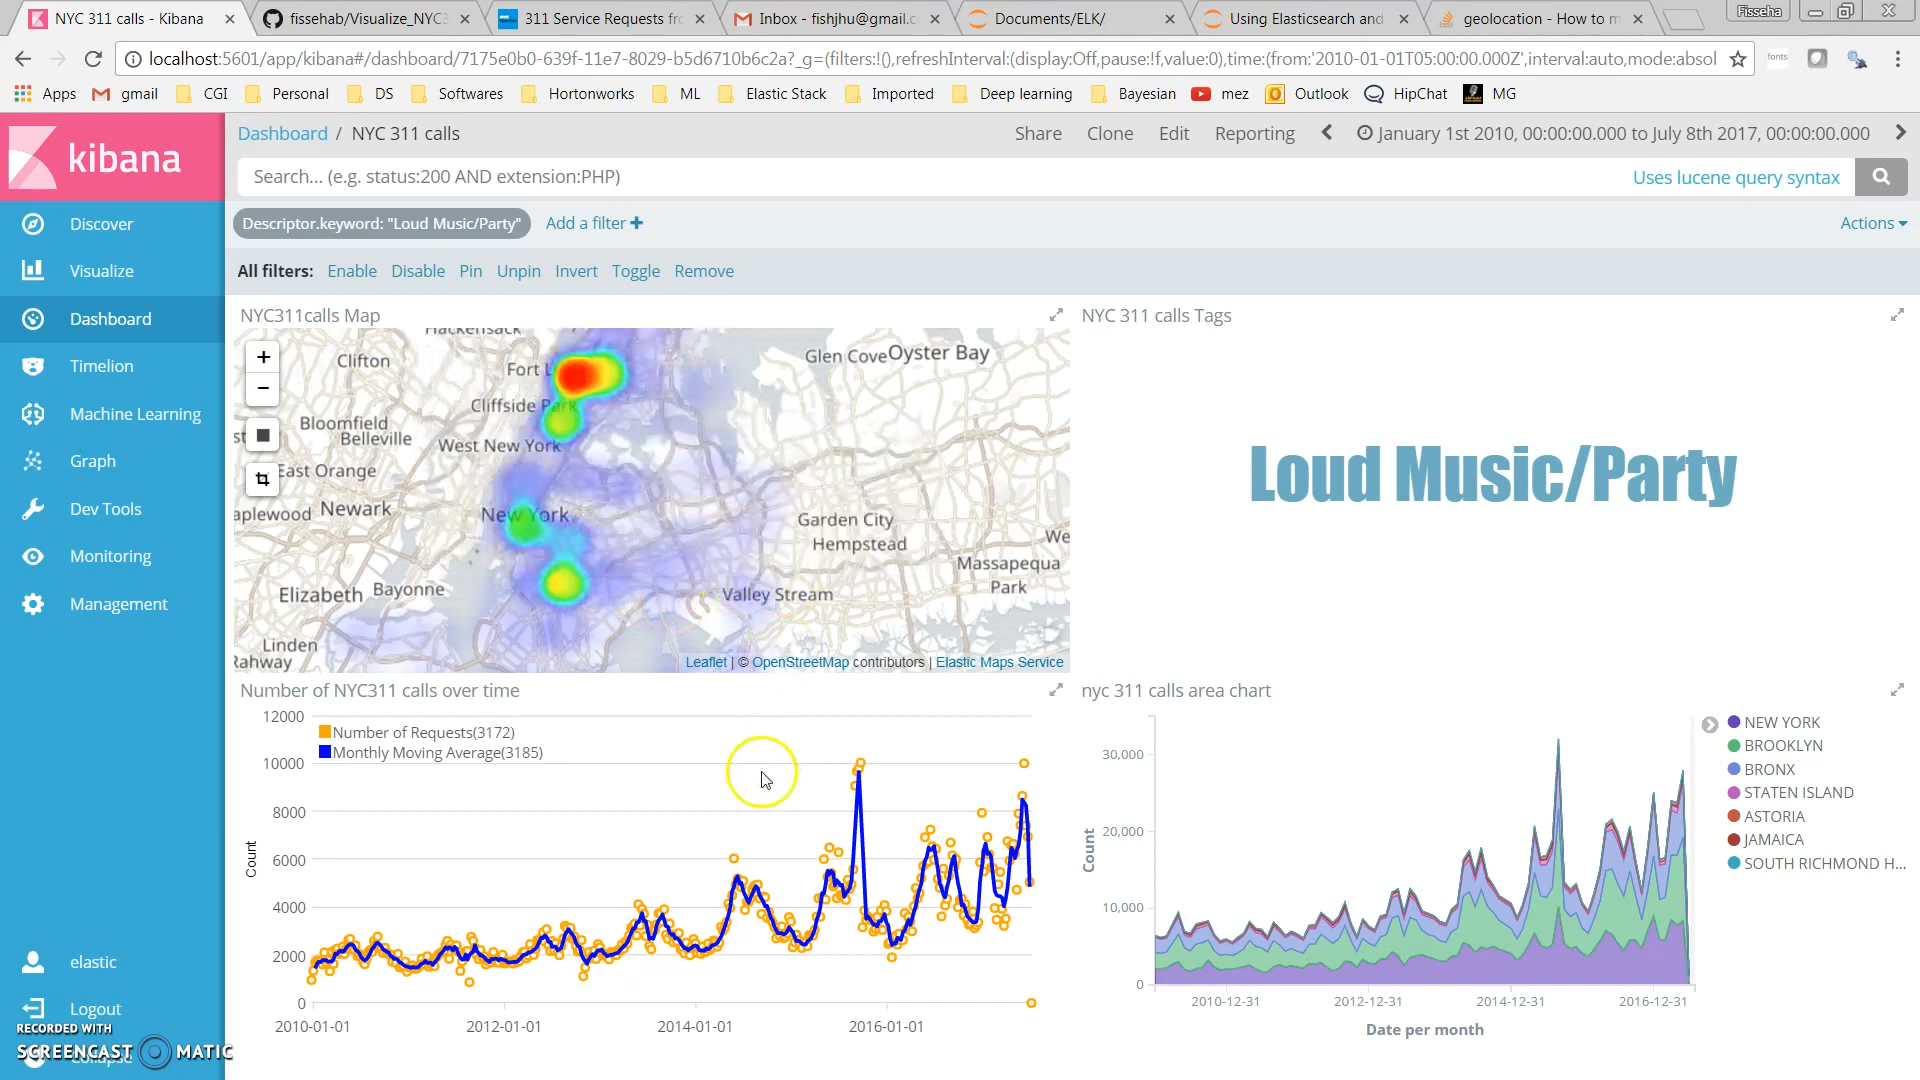 NYC 311 calls - Kibana
fissehab/Visualize_NYC3
311 Service Requests fro
Inbox - fishjhu@gmail.c
Documents/ELK/
Using Elasticsearch and
geolocation - How to m
Fisseha
localhost:5601/app/kibana#/dashboard/7175e0b0-639f-11e7-8029-b5d6710b6c2a?_g=(filters:!(),refreshInterval:(display:Off,pause:!f,value:0),time:(from:'2010-01-01T05:00:00.000Z',interval:auto,mode:absol
fonts
Apps gmail CGI Personal DS Softwares Hortonworks ML Elastic Stack Imported Deep learning Bayesian mez Outlook HipChat MG
kibana
Dashboard / NYC 311 calls
Share Clone Edit Reporting January 1st 2010, 00:00:00.000 to July 8th 2017, 00:00:00.000
Search... (e.g. status:200 AND extension:PHP)
Uses lucene query syntax
Descriptor.keyword: "Loud Music/Party"
Add a filter +
Actions
All filters: Enable Disable Pin Unpin Invert Toggle Remove
Discover
Visualize
Dashboard
Timelion
Machine Learning
Graph
Dev Tools
Monitoring
Management
elastic
Logout
Collapse
RECORDED WITH
SCREENCAST MATIC
NYC311calls Map
+
−
Hackensack
Clifton
Fort L
Glen Cove
Oyster Bay
Cliffside Park
Bloomfield
Belleville
West New York
st
East Orange
aplewood
Newark
New York
Garden City
Hempstead
We
Massapequa
Park
Elizabeth
Bayonne
Valley Stream
Linden
Rahway
Leaflet | © OpenStreetMap contributors | Elastic Maps Service
NYC 311 calls Tags
Loud Music/Party
Number of NYC311 calls over time
Number of Requests(3172)
Monthly Moving Average(3185)
12000
10000
8000
6000
4000
2000
0
Count
2010-01-01 2012-01-01 2014-01-01 2016-01-01
nyc 311 calls area chart
30,000
20,000
10,000
0
Count
2010-12-31 2012-12-31 2014-12-31 2016-12-31
Date per month
NEW YORK
BROOKLYN
BRONX
STATEN ISLAND
ASTORIA
JAMAICA
SOUTH RICHMOND H...